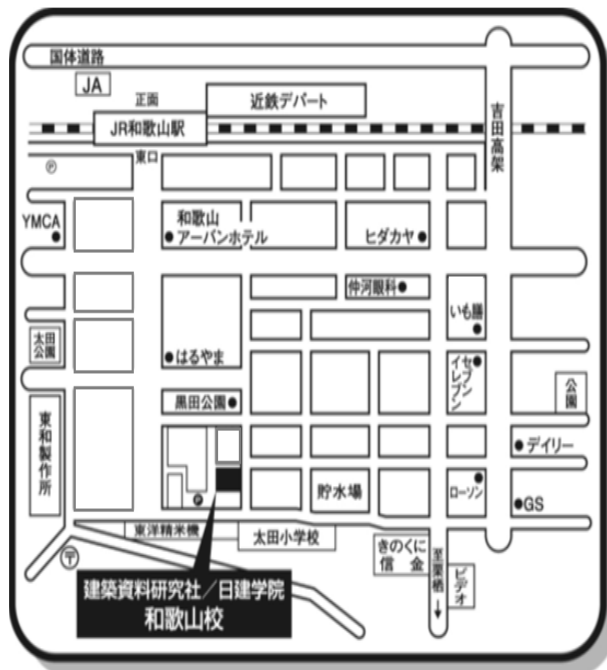 国体道路
JA
正面
近鉄デパート
JR和歌山駅
吉田高架
東口
Ⓟ
YMCA
和歌山
アーバンホテル
ヒダカヤ
仲河眼科
いも膳
太田
公園
はるやま
セブン
イレブン
公園
黒田公園
東和製作所
デイリー
貯水場
ローソン
GS
Ⓟ
東洋精米機
太田小学校
きのくに
信金
至栗栖
ビデオ
〒
建築資料研究社/日建学院
和歌山校